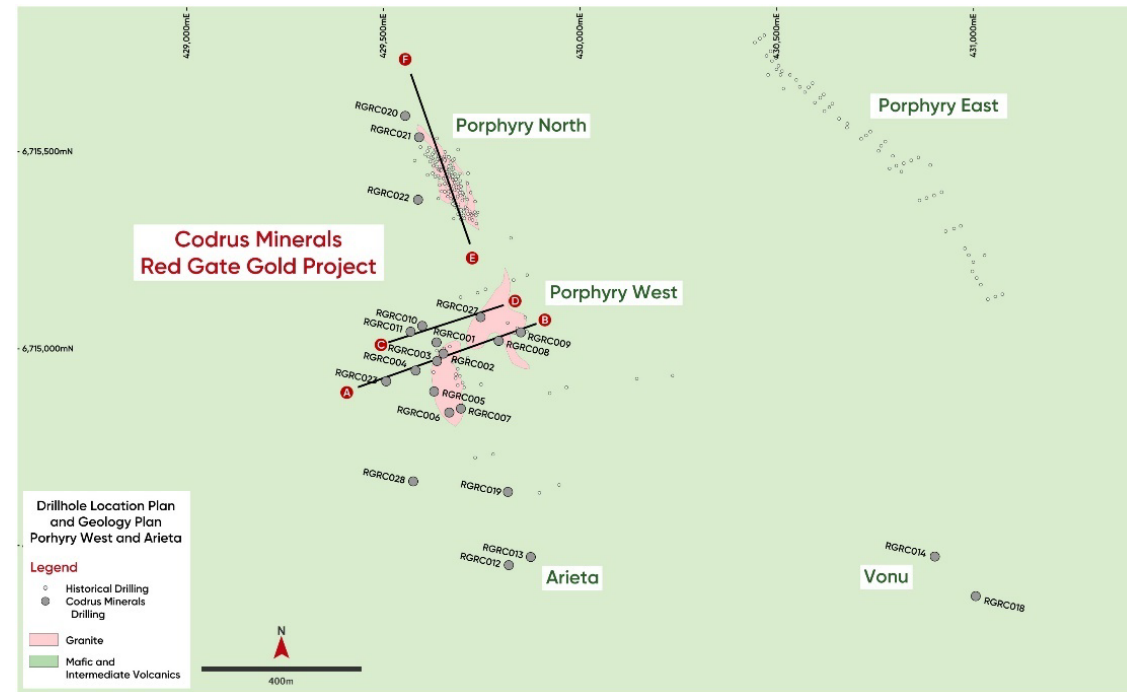 429,000mE
429,500mE
430,000mE
430,500mE
431,000mE
F
RGRC020
RGRC021
Porphyry North
Porphyry East
6,715,500mN
RGRC022
Codrus Minerals
Red Gate Gold Project
E
Porphyry West
D
B
RGRC027
RGRC010
RGRC011
RGRC001
RGRC009
RGRC008
C
6,715,000mN
RGRC003
RGRC002
RGRC004
RGRC023
A
RGRC005
RGRC006
RGRC007
RGRC028
RGRC019
RGRC013
RGRC012
Arieta
RGRC014
Vonu
RGRC018
Drillhole Location Plan
and Geology Plan
Porhyry West and Arieta
Legend
Historical Drilling
Codrus Minerals
Drilling
Granite
Mafic and
Intermediate Volcanics
N
400m